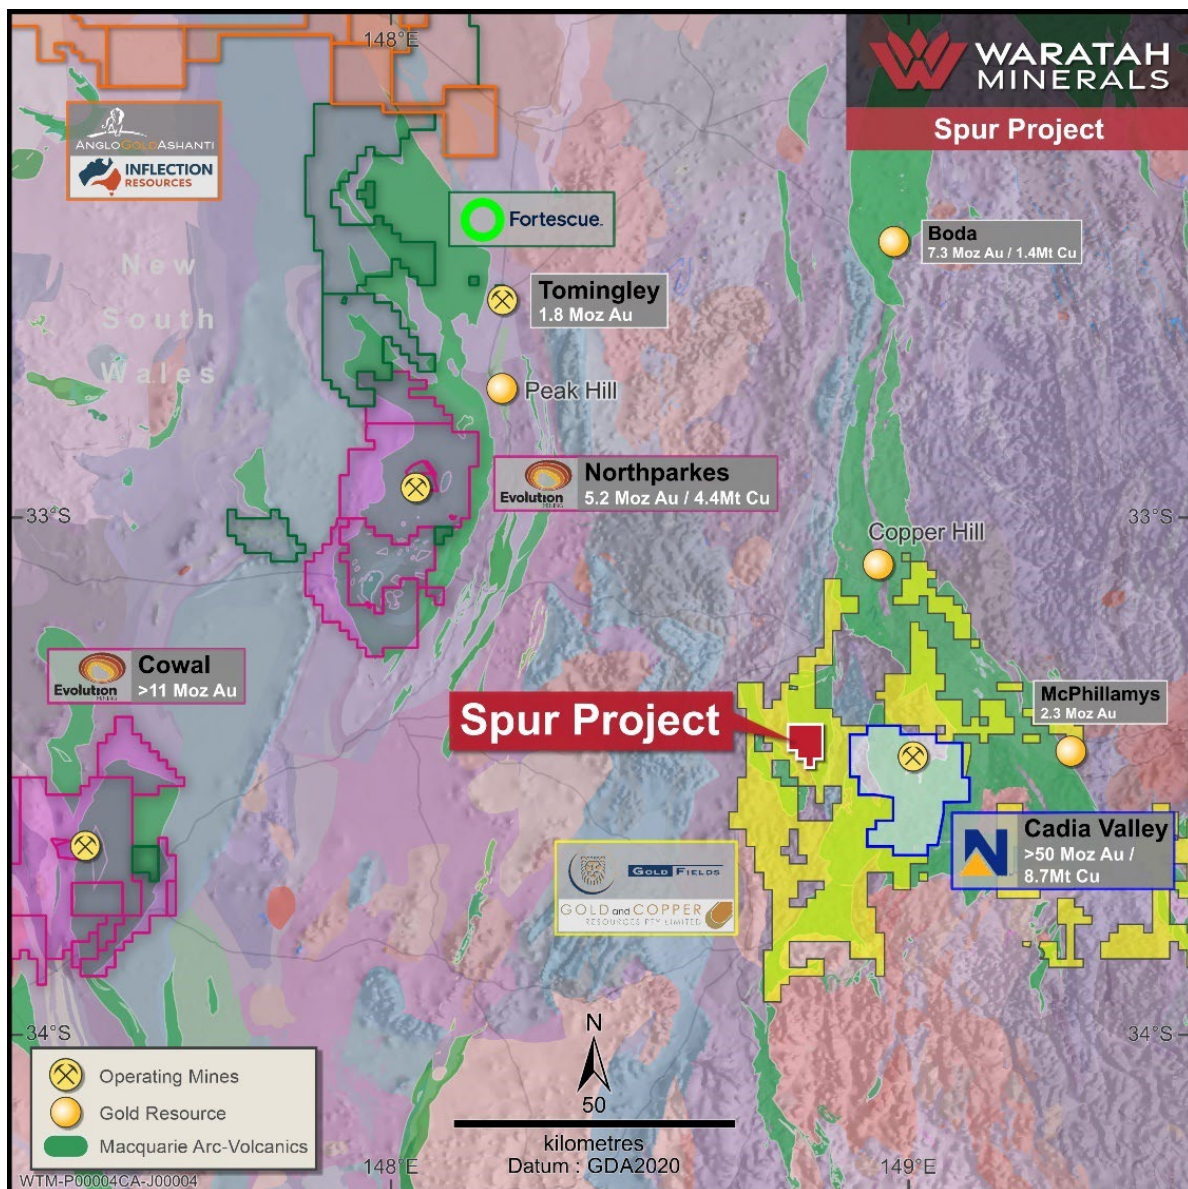 148°E
WARATAH
MINERALS
Spur Project
ANGLOGOLDASHANTI
INFLECTION
RESOURCES
Fortescue.
Boda
7.3 Moz Au / 1.4Mt Cu
New
South
Wales
Tomingley
1.8 Moz Au
Peak Hill
Evolution
MINING
Northparkes
5.2 Moz Au / 4.4Mt Cu
33°S
33°S
Copper Hill
Evolution
MINING
Cowal
>11 Moz Au
Spur Project
McPhillamys
2.3 Moz Au
N
Cadia Valley
>50 Moz Au /
8.7Mt Cu
GOLD FIELDS
GOLD and COPPER
RESOURCES PTY LIMITED
34°S
34°S
N
50
kilometres
Datum : GDA2020
Operating Mines
Gold Resource
Macquarie Arc-Volcanics
148°E
149°E
WTM-P00004CA-J00004